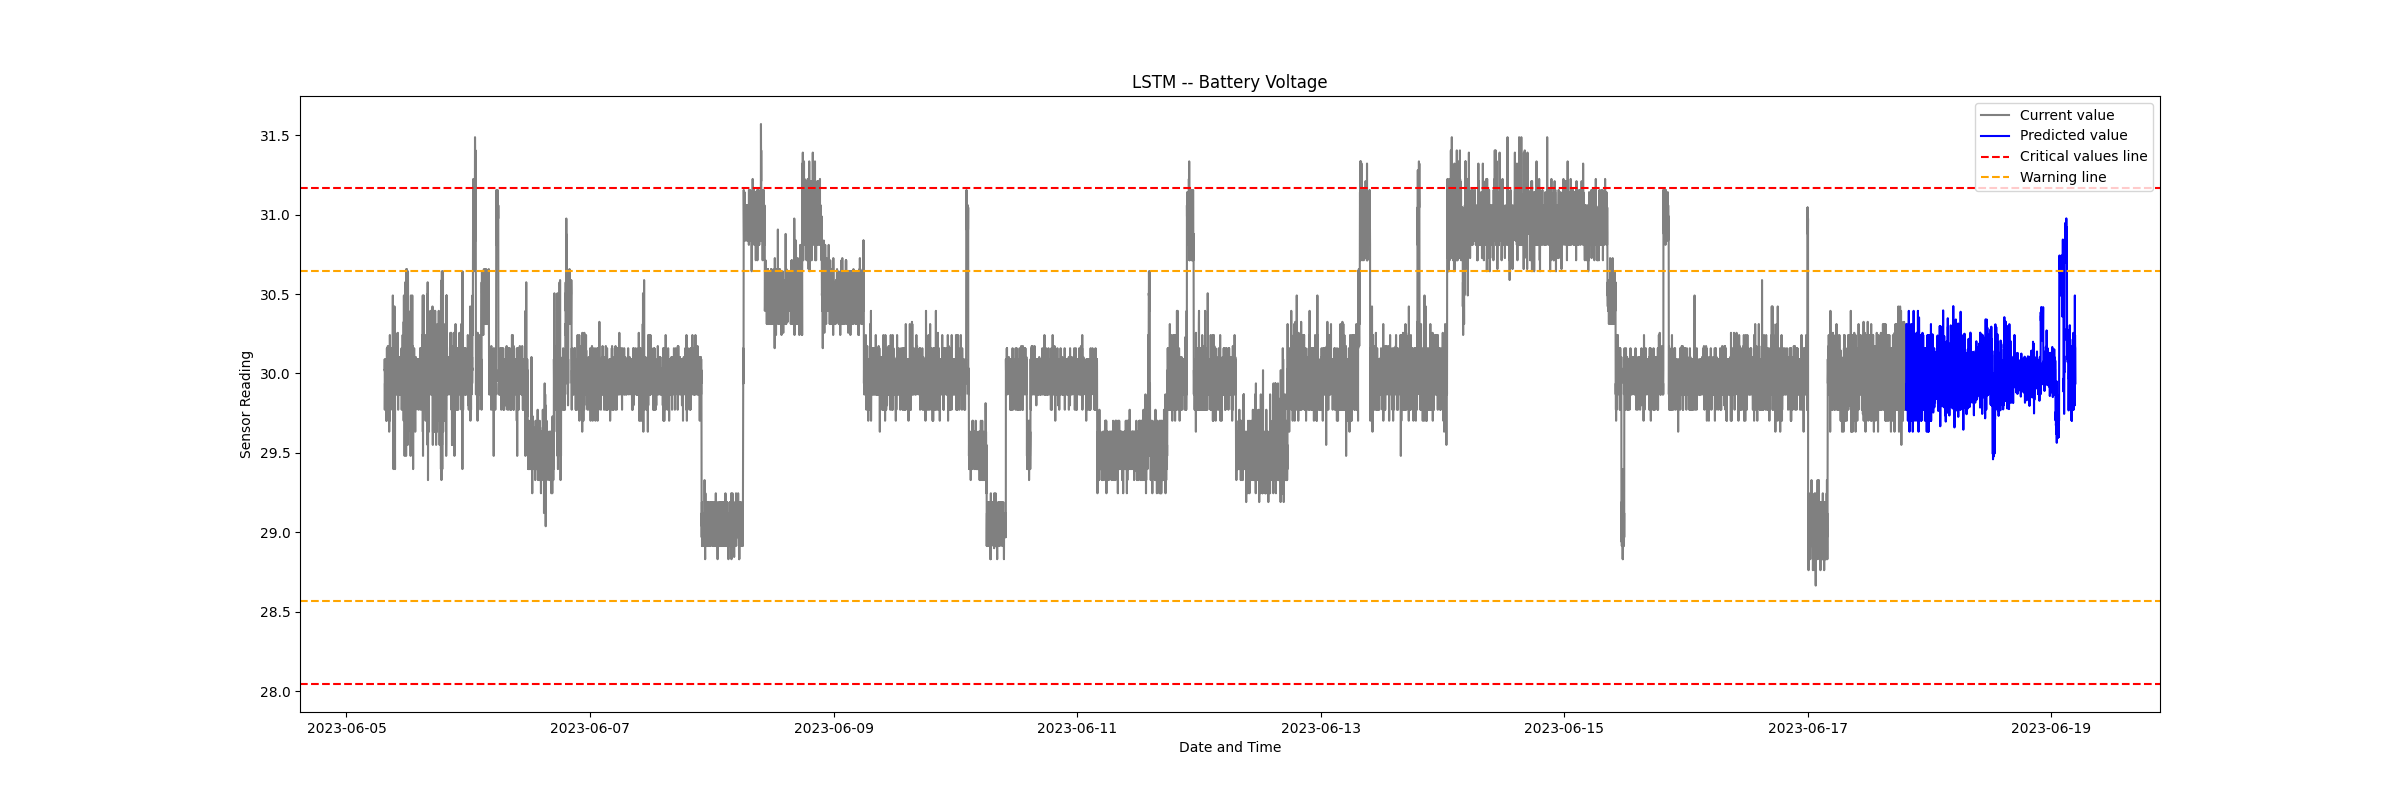 LSTM -- Battery Voltage
Current value
Predicted value
Critical values line
Warning line
Sensor Reading
31.5
31.0
30.5
30.0
29.5
29.0
28.5
28.0
2023-06-05
2023-06-07
2023-06-09
2023-06-11
2023-06-13
2023-06-15
2023-06-17
2023-06-19
Date and Time